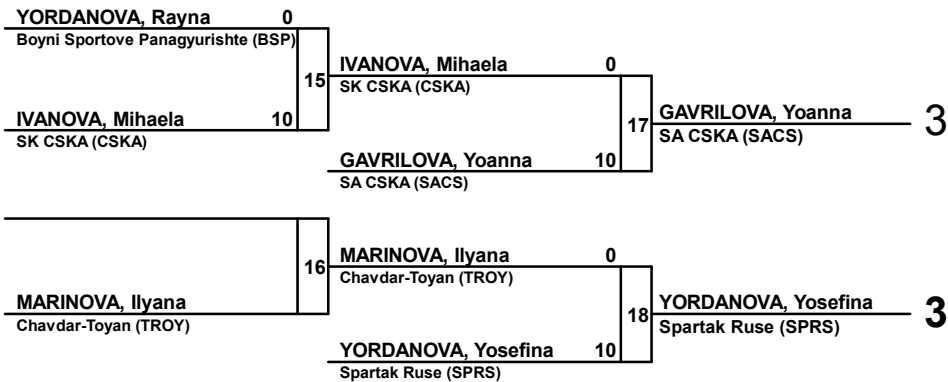 YORDANOVA, Rayna 0
Boyni Sportove Panagyurishte (BSP)
15
IVANOVA, Mihaela 10
SK CSKA (CSKA)
IVANOVA, Mihaela 0
SK CSKA (CSKA)
17
GAVRILOVA, Yoanna 10
SA CSKA (SACS)
GAVRILOVA, Yoanna 3
SA CSKA (SACS)
16
MARINOVA, Ilyana
Chavdar-Toyan (TROY)
MARINOVA, Ilyana 0
Chavdar-Toyan (TROY)
18
YORDANOVA, Yosefina 10
Spartak Ruse (SPRS)
YORDANOVA, Yosefina 3
Spartak Ruse (SPRS)